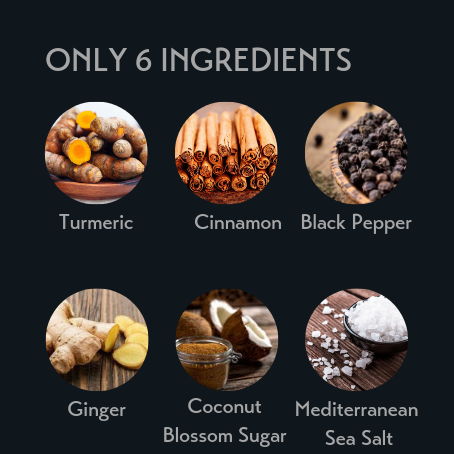 ONLY 6 INGREDIENTS
Turmeric
Cinnamon
Black Pepper
Ginger
Coconut
Blossom Sugar
Mediterranean
Sea Salt